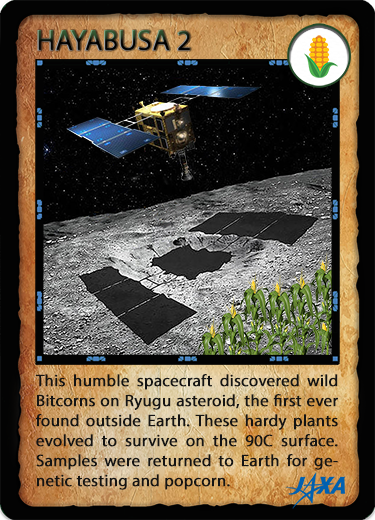 HAYABUSA 2
This humble spacecraft discovered wild
Bitcorns on Ryugu asteroid, the first ever
found outside Earth. These hardy plants
evolved to survive on the 90C surface.
Samples were returned to Earth for ge-
netic testing and popcorn.
JAXA